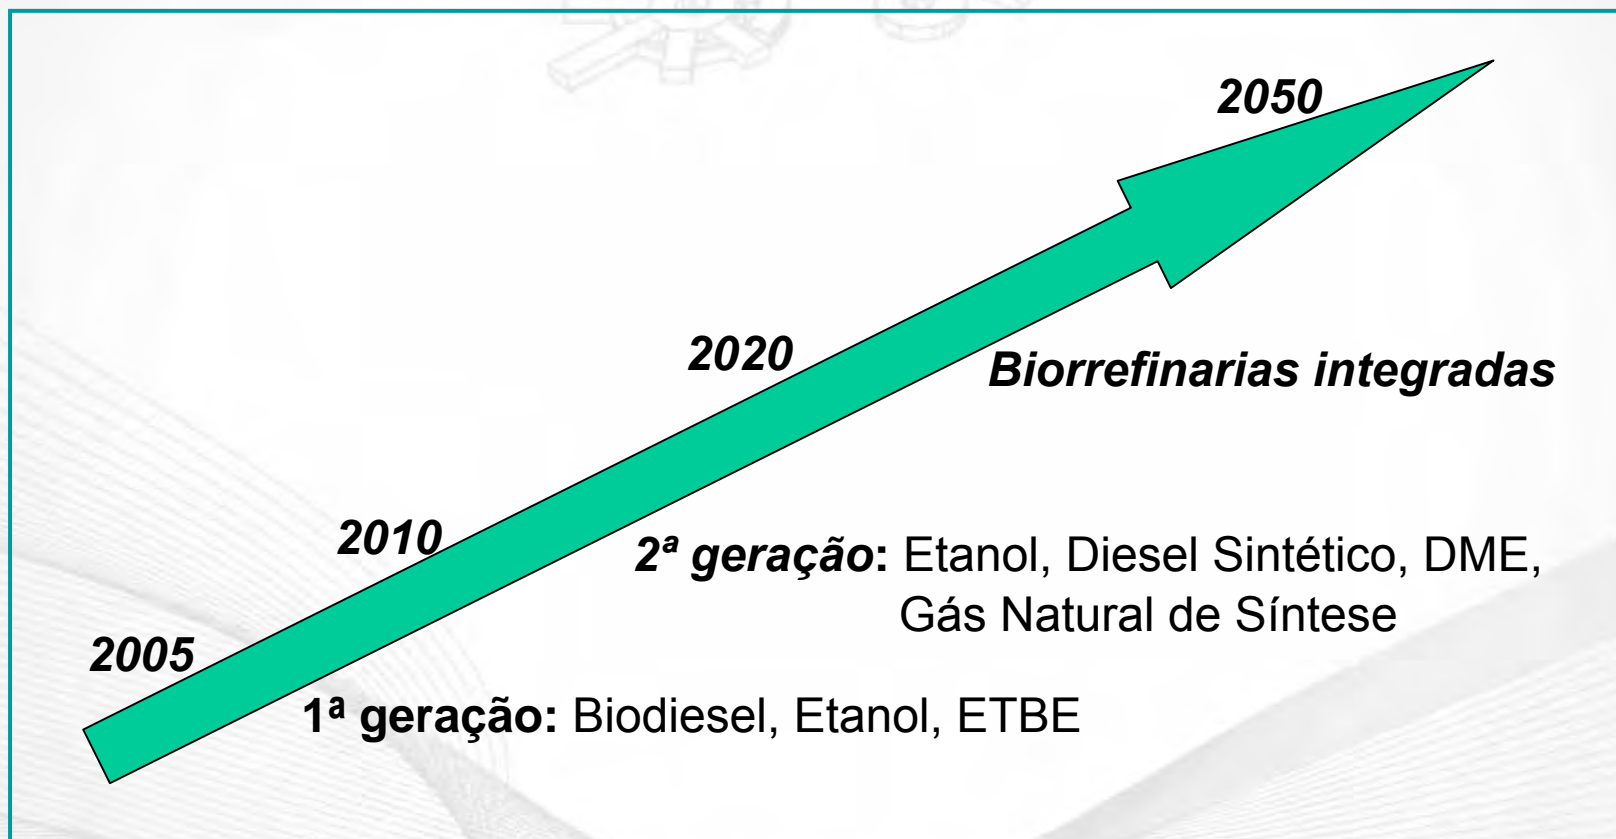 2050
2020
Biorrefinarias integradas
2010
2ª geração: Etanol, Diesel Sintético, DME,
Gás Natural de Síntese
2005
1ª geração: Biodiesel, Etanol, ETBE